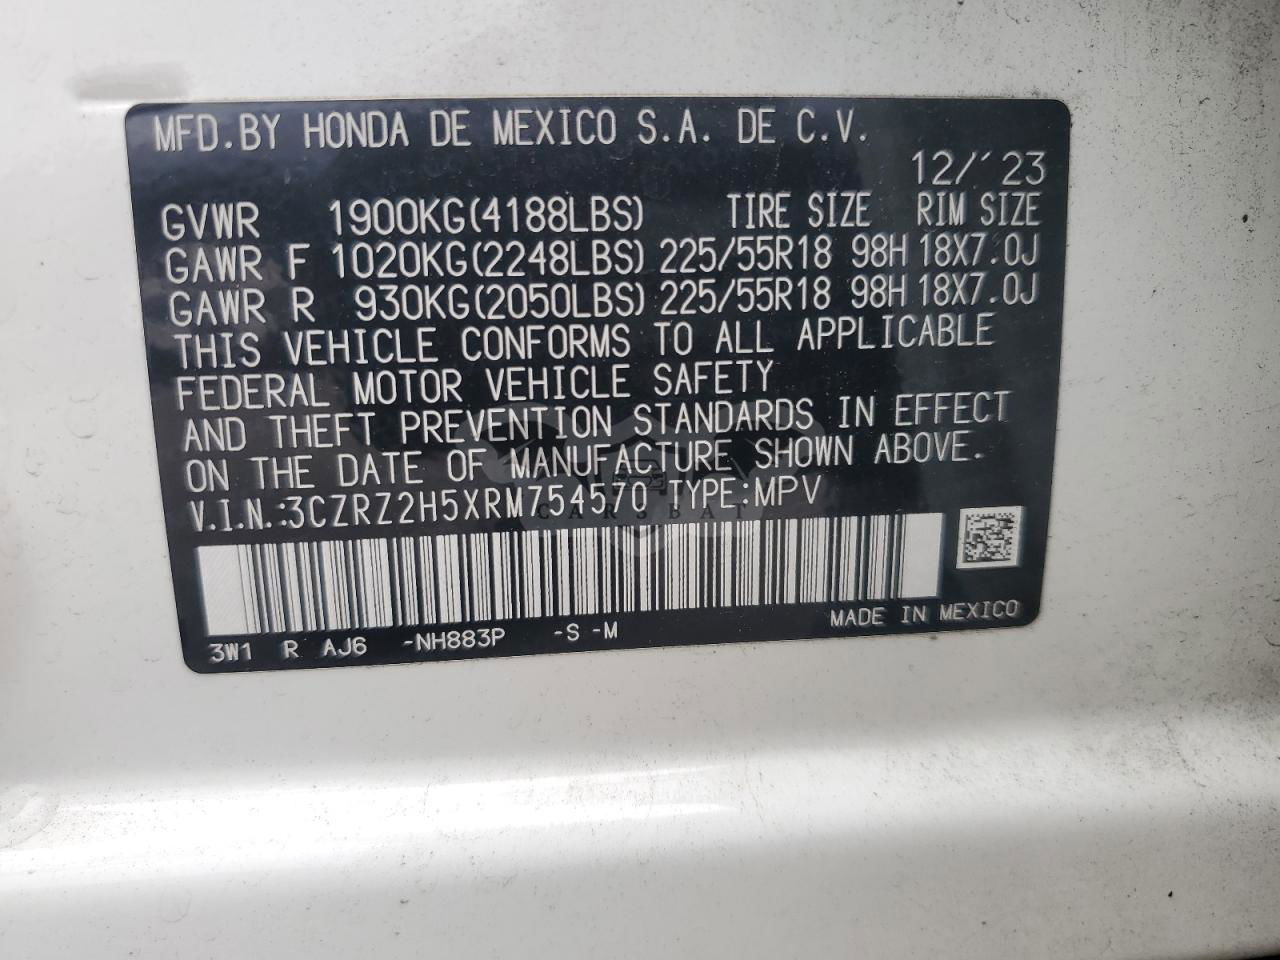 MFD.BY HONDA DE MEXICO S.A. DE C.V.
12/'23
GVWR 1900KG(4188LBS) TIRE SIZE RIM SIZE
GAWR F 1020KG(2248LBS) 225/55R18 98H 18X7.0J
GAWR R 930KG(2050LBS) 225/55R18 98H 18X7.0J
THIS VEHICLE CONFORMS TO ALL APPLICABLE
FEDERAL MOTOR VEHICLE SAFETY
AND THEFT PREVENTION STANDARDS IN EFFECT
ON THE DATE OF MANUFACTURE SHOWN ABOVE.
V.I.N.:3CZRZ2H5XRM754570 TYPE:MPV
CARSBAT
MADE IN MEXICO
3W1 R AJ6 -NH883P -S -M